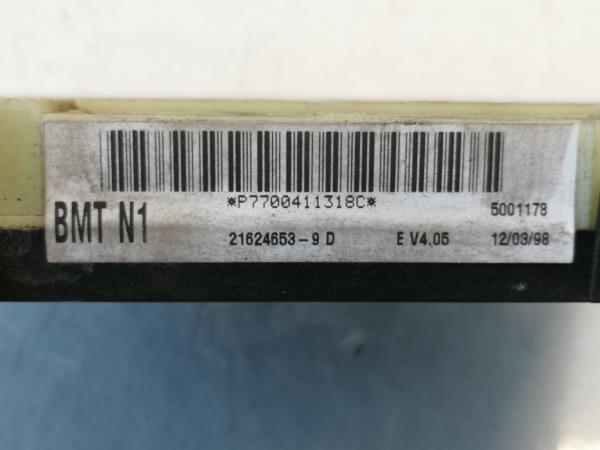 *P7700411318C*
5001178
BMT N1
21624653-9 D E V4.05 12/03/98